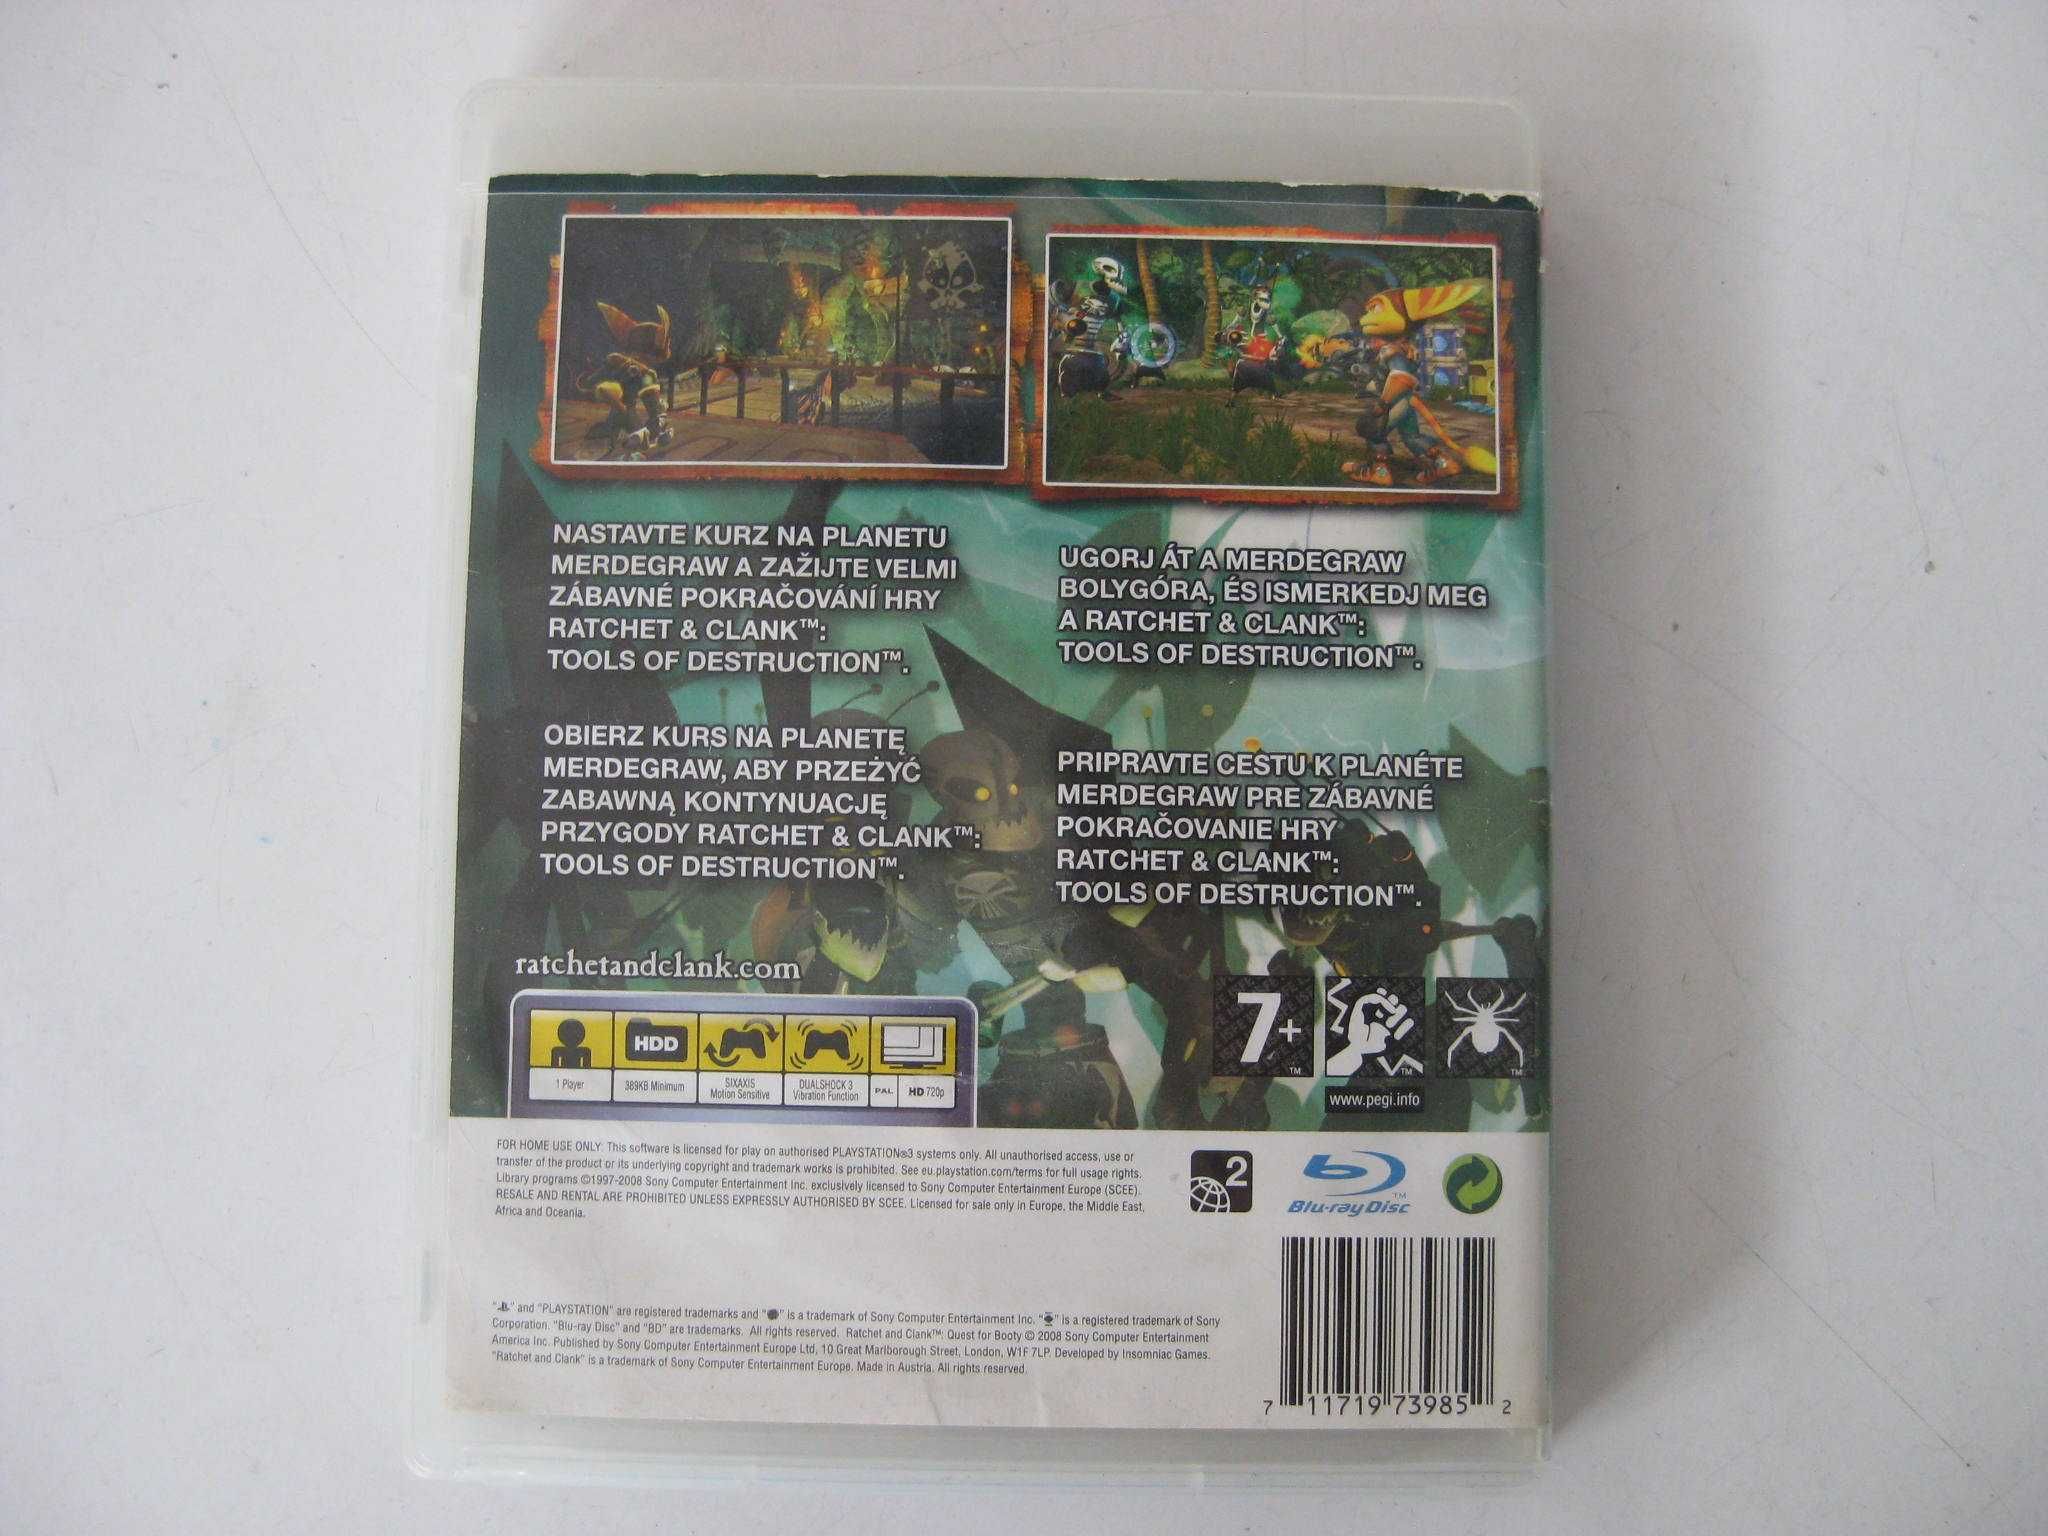 NASTAVTE KURZ NA PLANETU
MERDEGRAW A ZAŽIJTE VELMI
ZÁBAVNÉ POKRAČOVÁNÍ HRY
RATCHET & CLANK™:
TOOLS OF DESTRUCTION™.
UGORJ ÁT A MERDEGRAW
BOLYGÓRA, ÉS ISMERKEDJ MEG
A RATCHET & CLANK™:
TOOLS OF DESTRUCTION™.
OBIERZ KURS NA PLANETĘ
MERDEGRAW, ABY PRZEŻYĆ
ZABAWNĄ KONTYNUACJĘ
PRZYGODY RATCHET & CLANK™:
TOOLS OF DESTRUCTION™.
PRIPRAVTE CESTU K PLANÉTE
MERDEGRAW PRE ZÁBAVNÉ
POKRAČOVANIE HRY
RATCHET & CLANK™:
TOOLS OF DESTRUCTION™.
ratchetandclank.com
HDD
1 Player
389KB Minimum
SIXAXIS
Motion Sensitive
DUALSHOCK 3
Vibration Function
PAL
HD 720p
7+
™
™
™
www.pegi.info
FOR HOME USE ONLY: This software is licensed for play on authorised PLAYSTATION®3 systems only. All unauthorised access, use or
transfer of the product or its underlying copyright and trademark works is prohibited. See eu.playstation.com/terms for full usage rights.
Library programs ©1997-2008 Sony Computer Entertainment Inc. exclusively licensed to Sony Computer Entertainment Europe (SCEE).
RESALE AND RENTAL ARE PROHIBITED UNLESS EXPRESSLY AUTHORISED BY SCEE. Licensed for sale only in Europe, the Middle East,
Africa and Oceania.
2
Blu-ray Disc™
" " and "PLAYSTATION" are registered trademarks and " " is a trademark of Sony Computer Entertainment Inc. " " is a registered trademark of Sony
Corporation. "Blu-ray Disc" and "BD" are trademarks. All rights reserved. Ratchet and Clank™: Quest for Booty © 2008 Sony Computer Entertainment
America Inc. Published by Sony Computer Entertainment Europe Ltd, 10 Great Marlborough Street, London, W1F 7LP. Developed by Insomniac Games.
"Ratchet and Clank" is a trademark of Sony Computer Entertainment Europe. Made in Austria. All rights reserved.
7 11719 73985 2